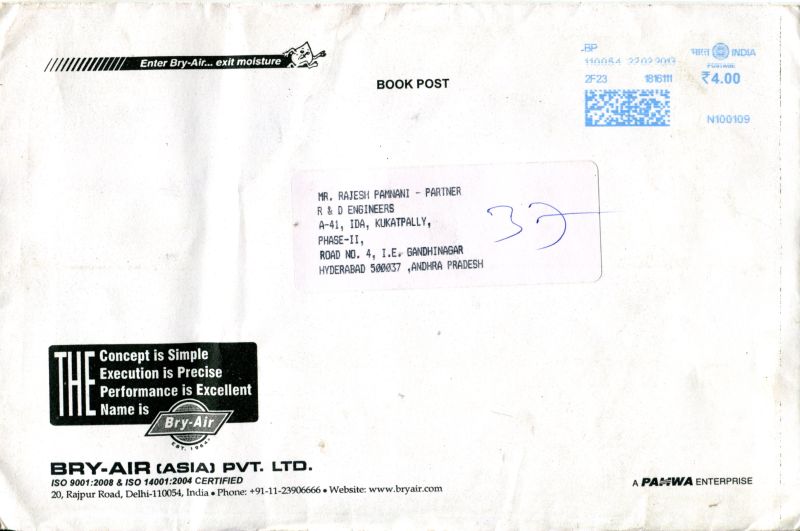 Enter Bry-Air... exit moisture
BOOK POST
BP
110054 22022013
2F23 1816111
भारत INDIA
POSTAGE
₹4.00
N100109
MR. RAJESH PAMNANI - PARTNER
R & D ENGINEERS
A-41, IDA, KUKATPALLY,
PHASE-II,
ROAD NO. 4, I.E. GANDHINAGAR
HYDERABAD 500037 ,ANDHRA PRADESH
THE
Concept is Simple
Execution is Precise
Performance is Excellent
Name is
Bry-Air
EST. 1964
BRY-AIR (ASIA) PVT. LTD.
ISO 9001:2008 & ISO 14001:2004 CERTIFIED
20, Rajpur Road, Delhi-110054, India • Phone: +91-11-23906666 • Website: www.bryair.com
A PAHWA ENTERPRISE